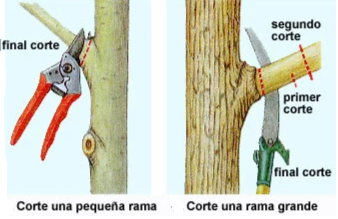 final corte
segundo
corte
primer
corte
final corte
Corte una pequeña rama
Corte una rama grande